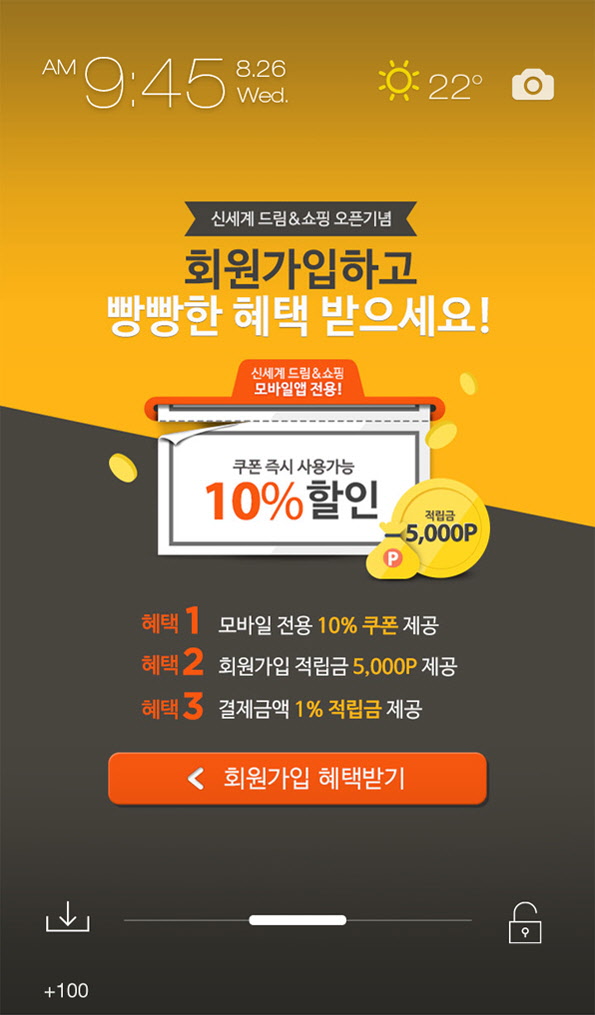 AM 9:45 8.26 Wed. 22°
신세계 드림&쇼핑 오픈기념
회원가입하고
빵빵한 혜택 받으세요!
신세계 드림&쇼핑
모바일앱 전용!
쿠폰 즉시 사용가능
10% 할인
적립금
5,000P
P
혜택 1 모바일 전용 10% 쿠폰 제공
혜택 2 회원가입 적립금 5,000P 제공
혜택 3 결제금액 1% 적립금 제공
< 회원가입 혜택받기
+100